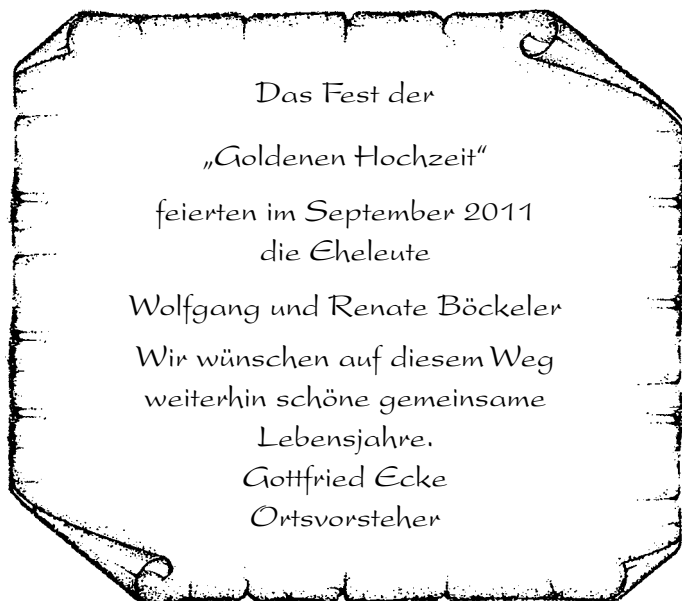 Das Fest der
„Goldenen Hochzeit“
feierten im September 2011
die Eheleute
Wolfgang und Renate Böckeler
Wir wünschen auf diesem Weg
weiterhin schöne gemeinsame
Lebensjahre.
Gottfried Ecke
Ortsvorsteher